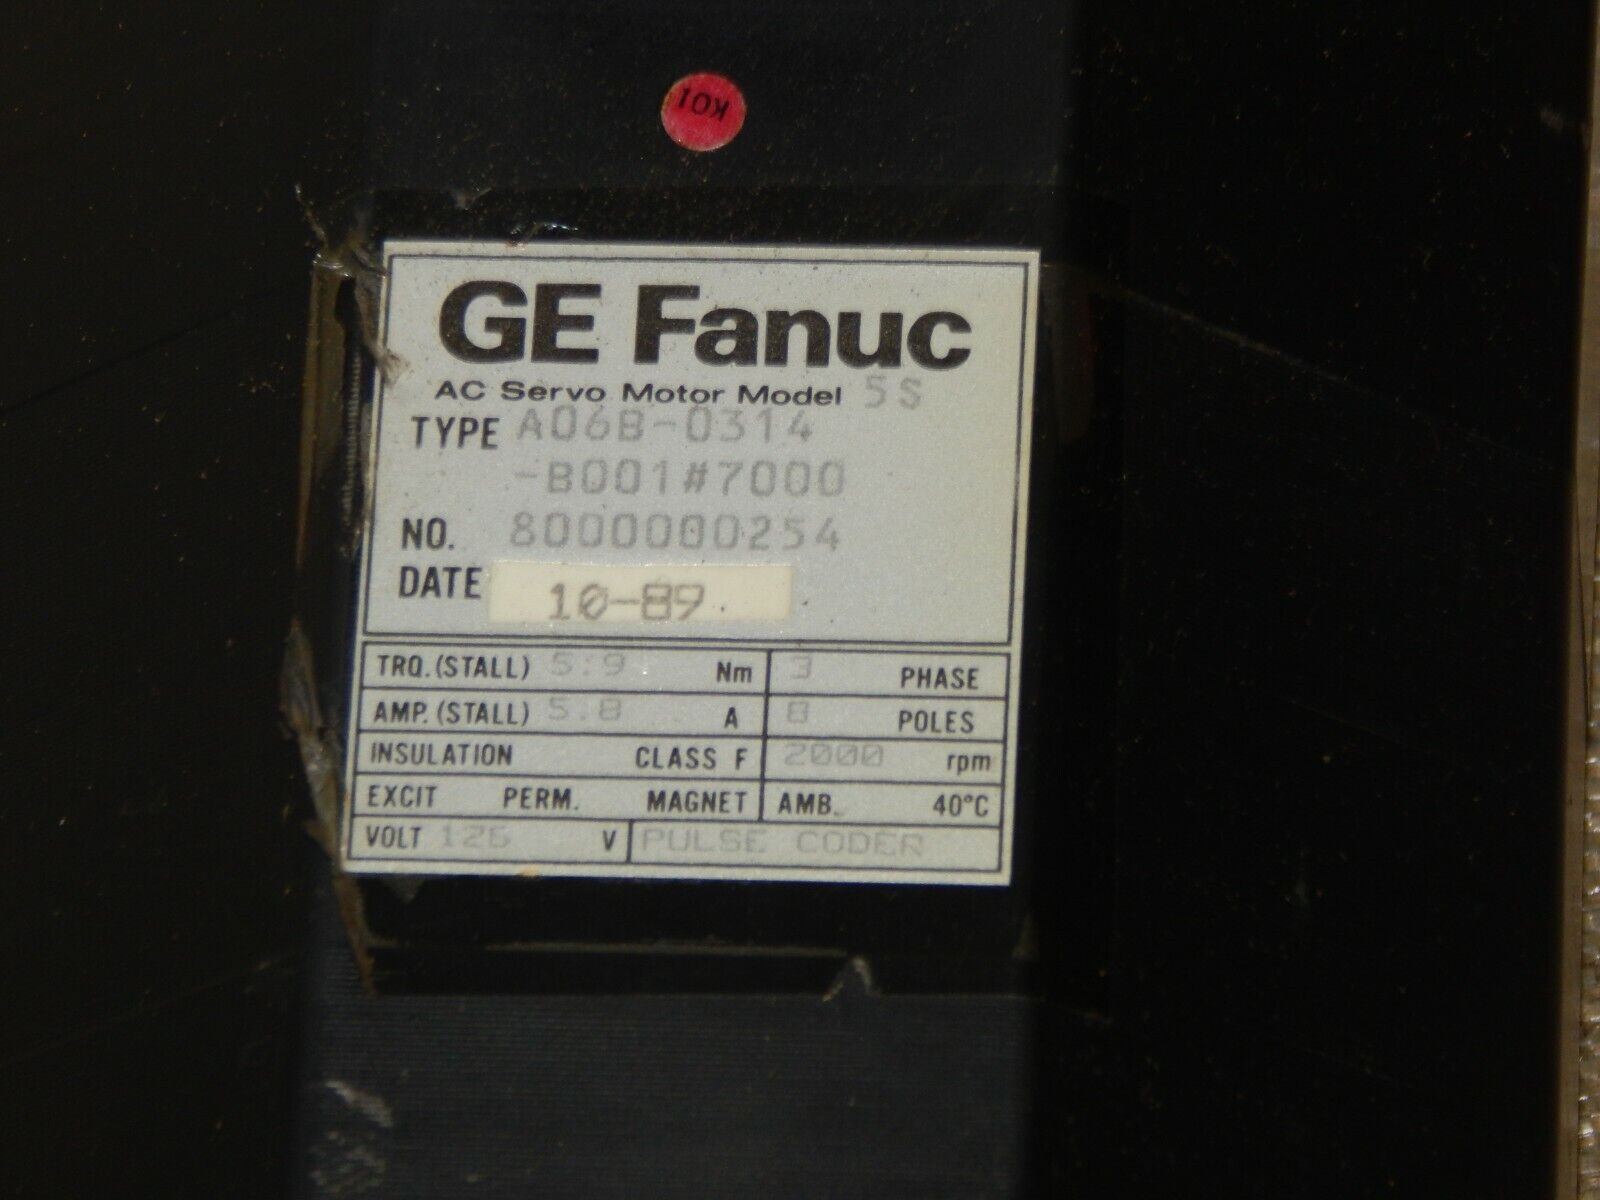 K01
GE Fanuc
AC Servo Motor Model 5S
TYPE A06B-0314
-B001#7000
NO. 8000000254
DATE 10-89.
TRQ.(STALL) 5.9 Nm 3 PHASE
AMP.(STALL) 5.8 A 8 POLES
INSULATION CLASS F 2000 rpm
EXCIT PERM. MAGNET AMB. 40°C
VOLT V PULSE CODER